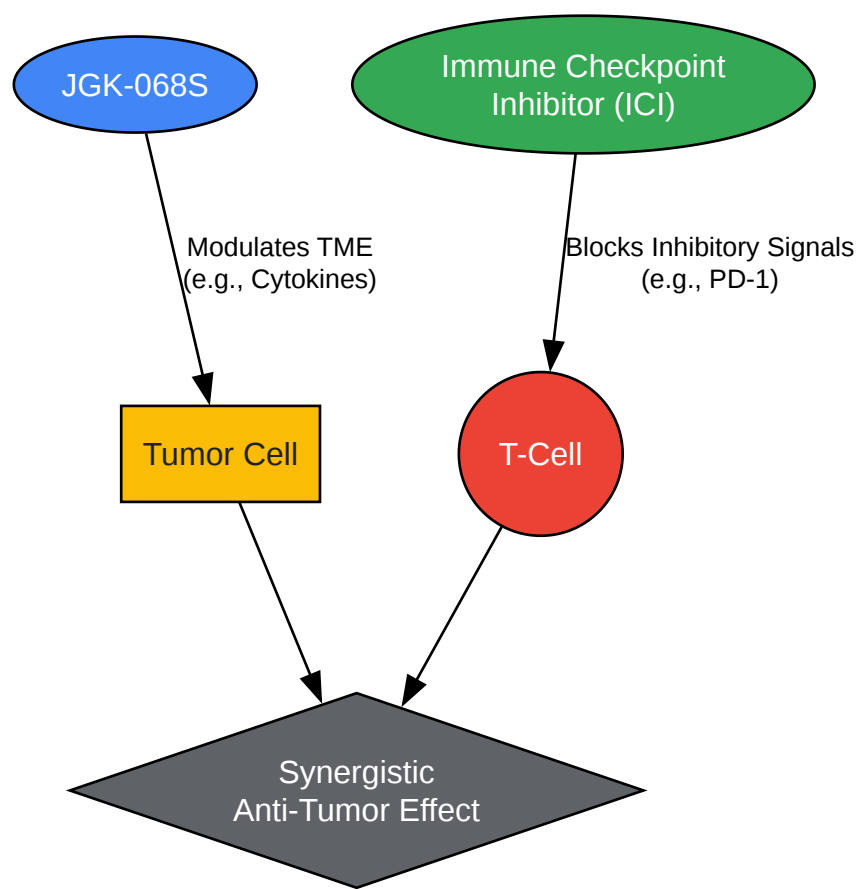 JGK-068S
Immune Checkpoint
Inhibitor (ICI)
Modulates TME
(e.g., Cytokines)
Blocks Inhibitory Signals
(e.g., PD-1)
Tumor Cell
T-Cell
Synergistic
Anti-Tumor Effect